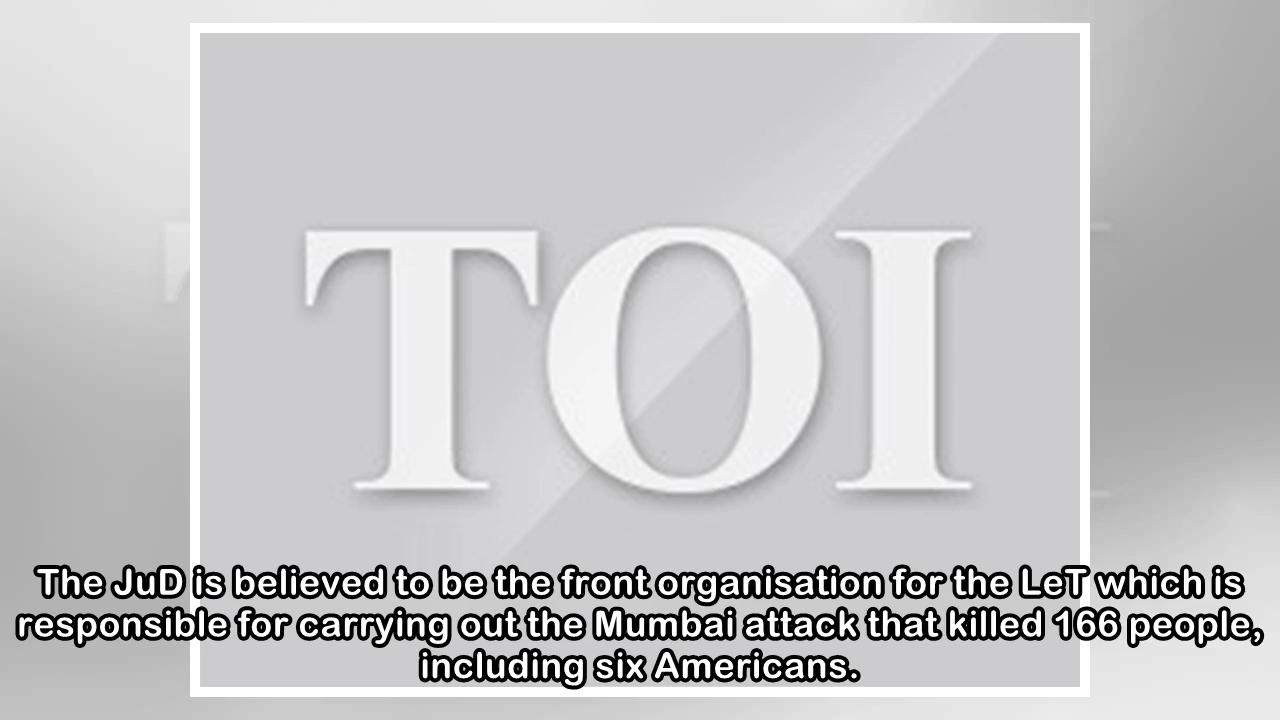 TOI
The JuD is believed to be the front organisation for the LeT which is
responsible for carrying out the Mumbai attack that killed 166 people,
including six Americans.